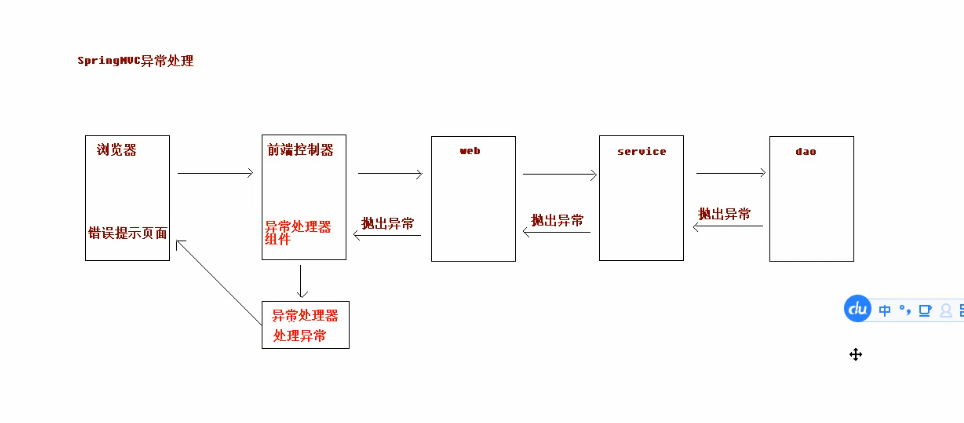 SpringMVC异常处理
浏览器
前端控制器
web
service
dao
抛出异常
抛出异常
抛出异常
错误提示页面
异常处理器
组件
异常处理器
处理异常
du 中 °,